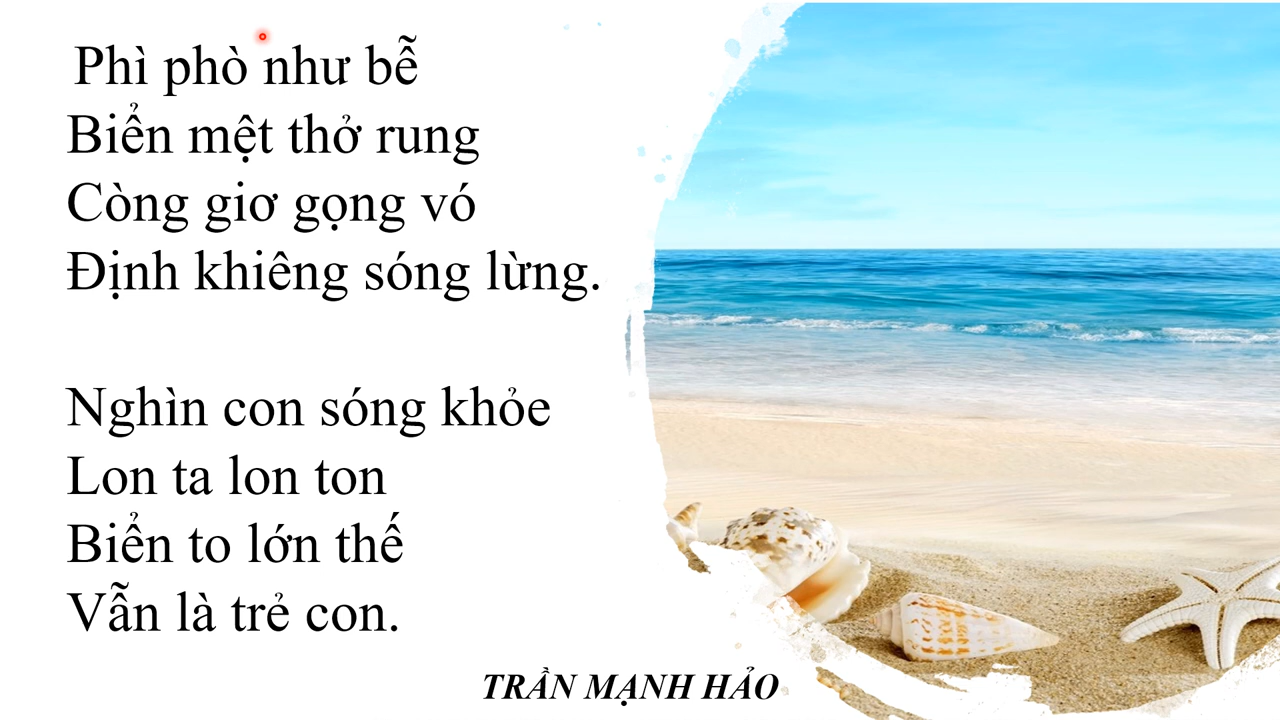 Phì phò như bễ
Biển mệt thở rung
Còng giơ gọng vó
Định khiêng sóng lừng.
Nghìn con sóng khỏe
Lon ta lon ton
Biển to lớn thế
Vẫn là trẻ con.
TRẦN MẠNH HẢO